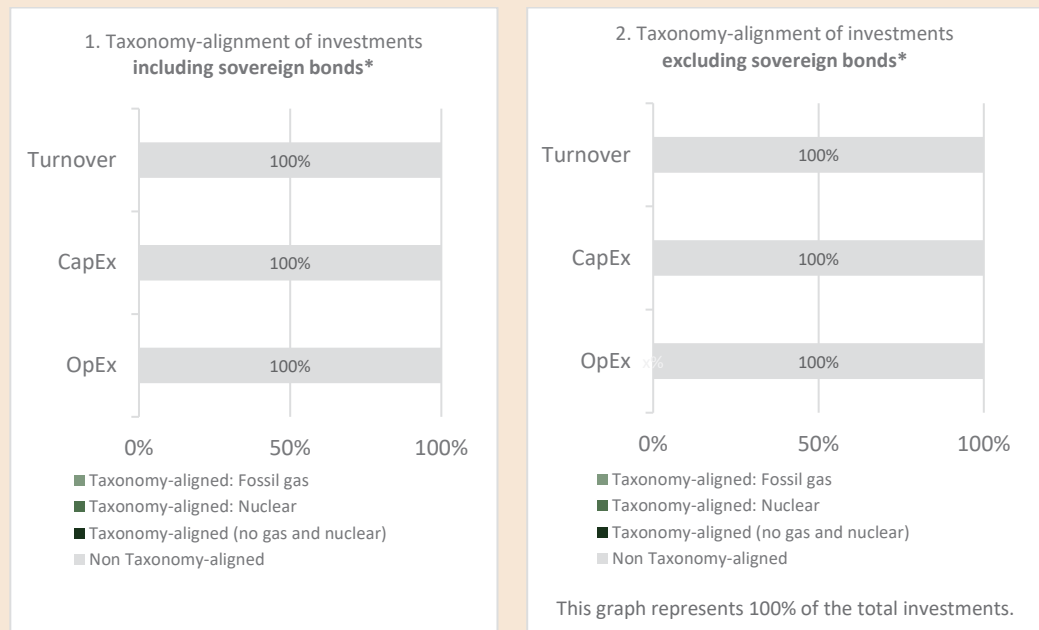 1. Taxonomy-alignment of investments
including sovereign bonds*
Turnover
100%
CapEx
100%
OpEx
100%
0% 50% 100%
Taxonomy-aligned: Fossil gas
Taxonomy-aligned: Nuclear
Taxonomy-aligned (no gas and nuclear)
Non Taxonomy-aligned
2. Taxonomy-alignment of investments
excluding sovereign bonds*
Turnover
100%
CapEx
100%
OpEx
x%
100%
0% 50% 100%
Taxonomy-aligned: Fossil gas
Taxonomy-aligned: Nuclear
Taxonomy-aligned (no gas and nuclear)
Non Taxonomy-aligned
This graph represents 100% of the total investments.